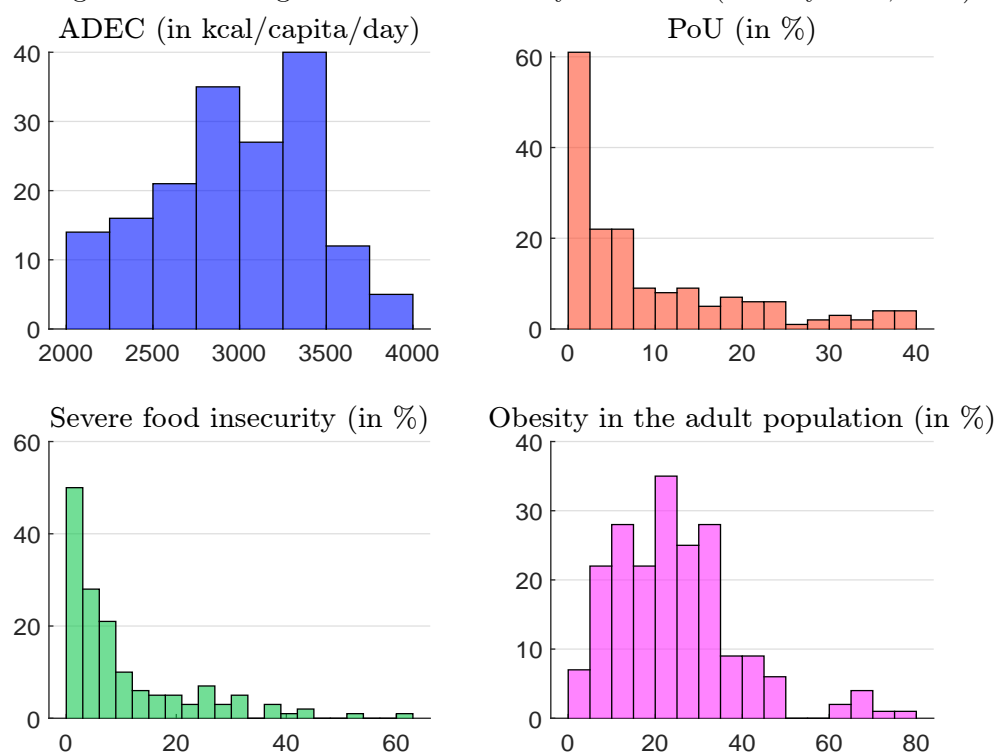 ADEC (in kcal/capita/day)
40
30
20
10
0
2000 2500 3000 3500 4000
PoU (in %)
60
40
20
0
0 10 20 30 40
Severe food insecurity (in %)
60
40
20
0
0 20 40 60
Obesity in the adult population (in %)
40
30
20
10
0
0 20 40 60 80